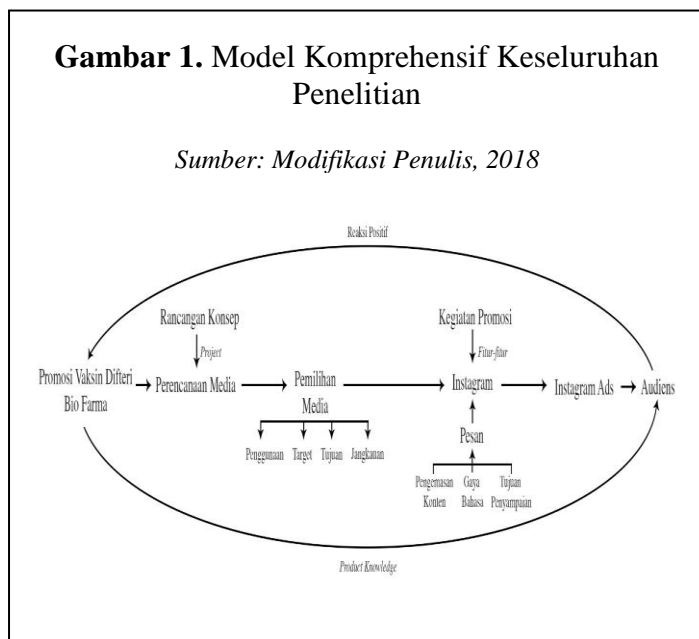 Gambar 1. Model Komprehensif Keseluruhan
Penelitian
Sumber: Modifikasi Penulis, 2018
Reaksi Positif
Rancangan Konsep
Kegiatan Promosi
Project
Fitur-fitur
Promosi Vaksin Difteri
Bio Farma
Perencanaan Media
Pemilihan
Media
Instagram
Instagram Ads
Audiens
Penggunaan
Target
Tujuan
Jangkauan
Pesan
Pengemasan
Konten
Gaya
Bahasa
Tujuan
Penyampaian
Product Knowledge